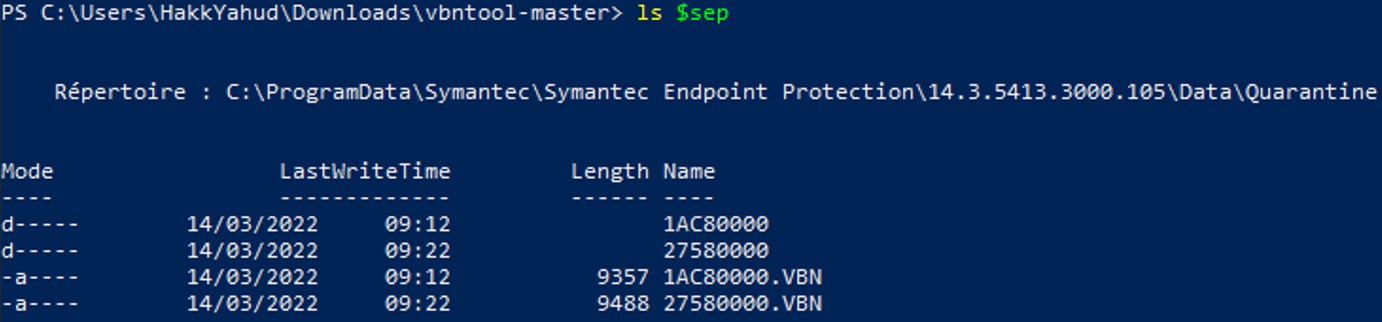 PS C:\Users\HakkYahud\Downloads\vbntool-master> ls $sep
Répertoire : C:\ProgramData\Symantec\Symantec Endpoint Protection\14.3.5413.3000.105\Data\Quarantine
Mode LastWriteTime Length Name
---- ------------- ------ ----
d----- 14/03/2022 09:12 1AC80000
d----- 14/03/2022 09:22 27580000
-a---- 14/03/2022 09:12 9357 1AC80000.VBN
-a---- 14/03/2022 09:22 9488 27580000.VBN